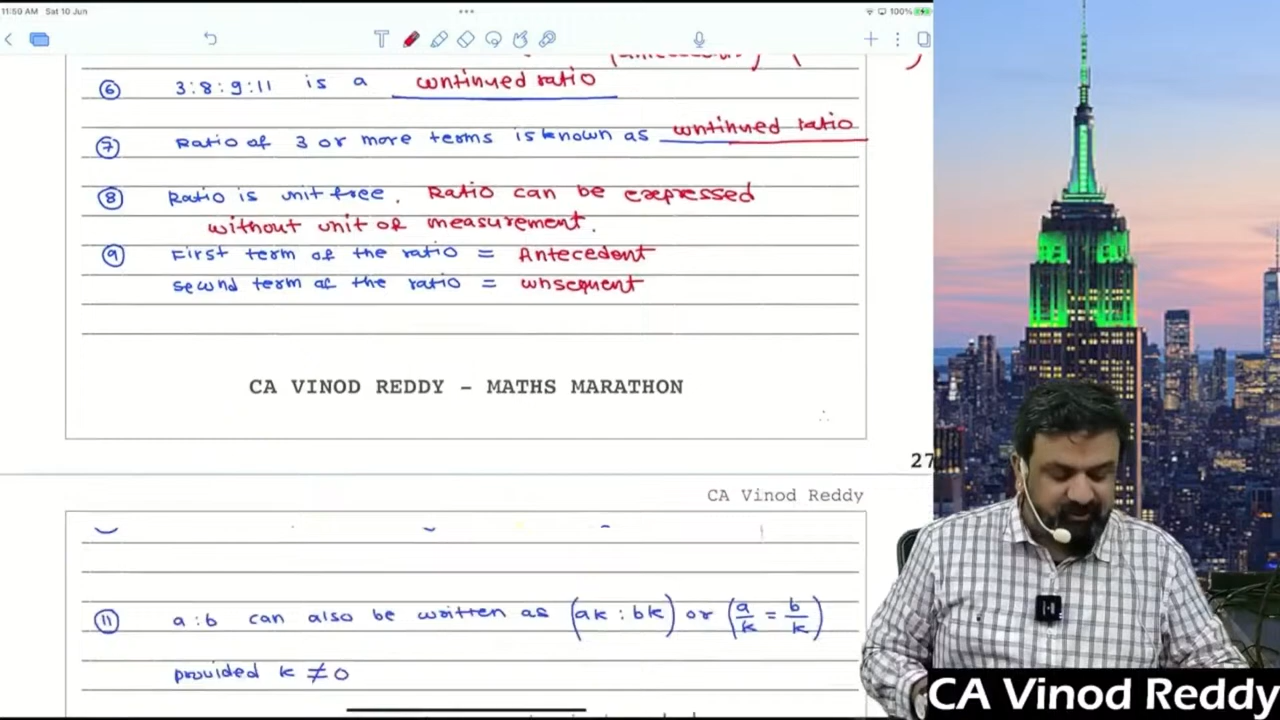 11:50 AM Sat 10 Jun
100%
T
(6) 3:8:9:11 is a continued ratio
(7) Ratio of 3 or more terms is known as continued ratio
(8) Ratio is unit free. Ratio can be expressed
without unit of measurement.
(9) First term of the ratio = Antecedent
Second term of the ratio = Consequent
CA VINOD REDDY - MATHS MARATHON
27
CA Vinod Reddy
(11) a:b can also be written as (ak : bk) or (a/k = b/k)
provided k ≠ 0
CA Vinod Reddy